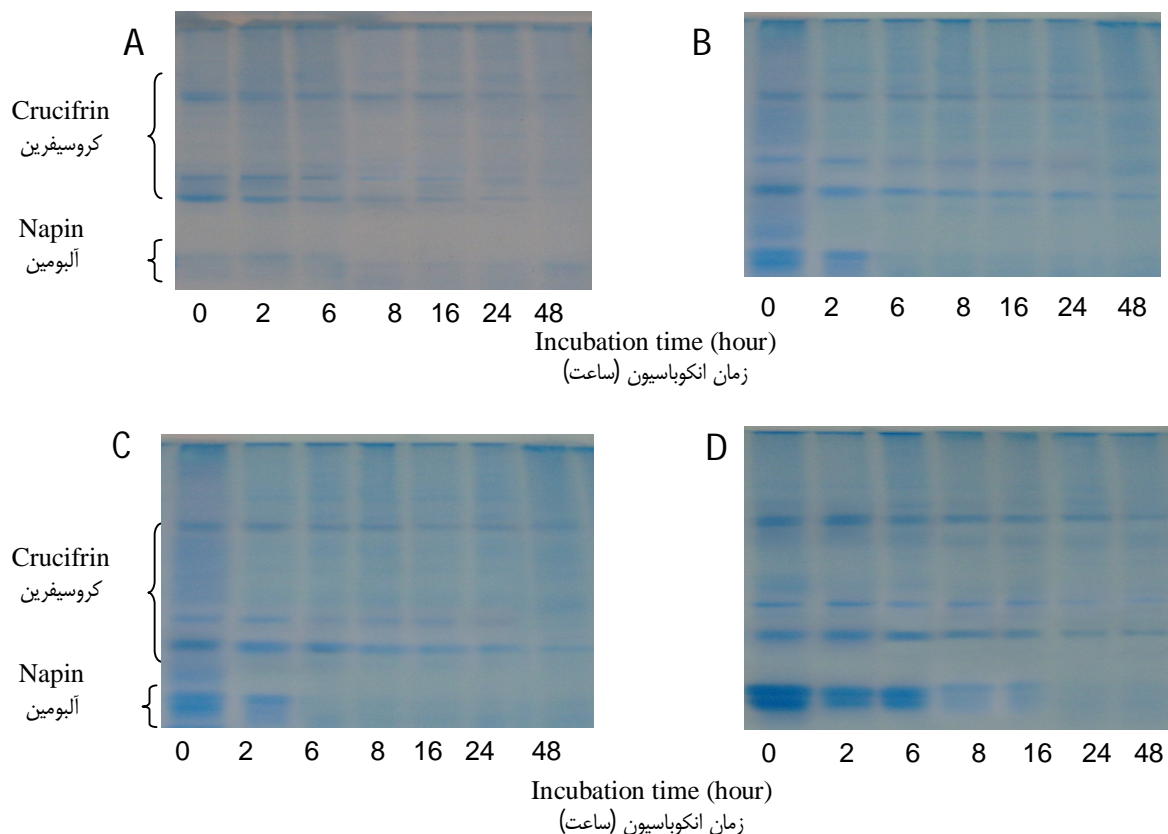 A
B
Crucifrin
کروسیفرین
Napin
آلبومین
0 2 6 8 16 24 48
0 2 6 8 16 24 48
Incubation time (hour)
زمان انکوباسیون (ساعت)
C
D
Crucifrin
کروسیفرین
Napin
آلبومین
0 2 6 8 16 24 48
0 2 6 8 16 24 48
Incubation time (hour)
زمان انکوباسیون (ساعت)